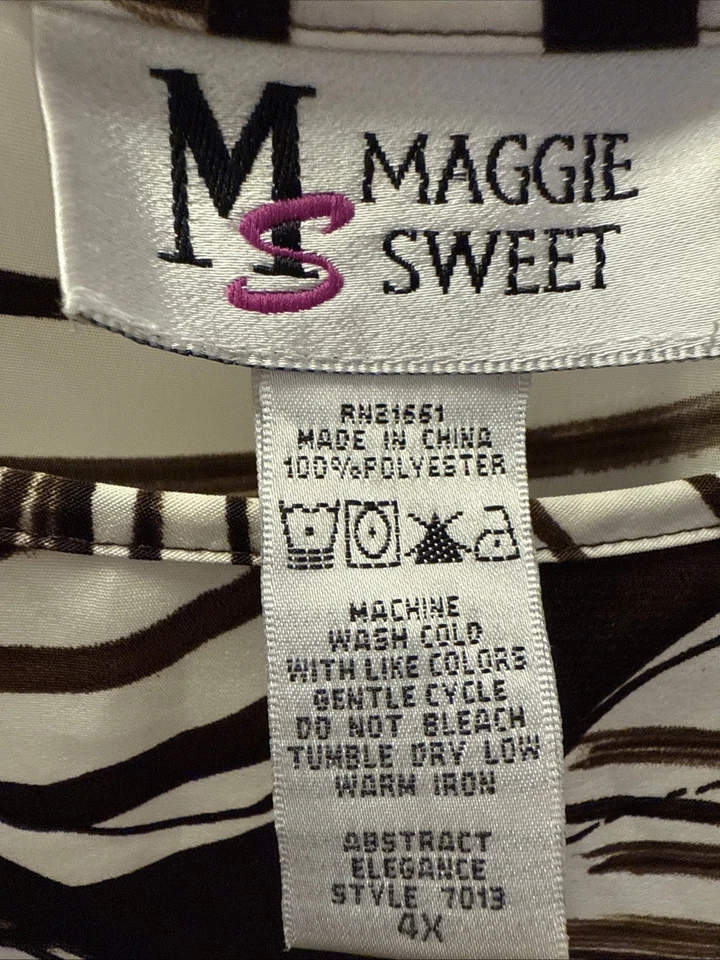 MS
MAGGIE
SWEET
RN31551
MADE IN CHINA
100%POLYESTER
MACHINE
WASH COLD
WITH LIKE COLORS
GENTLE CYCLE
DO NOT BLEACH
TUMBLE DRY LOW
WARM IRON
ABSTRACT
ELEGANCE
STYLE 7013
4X